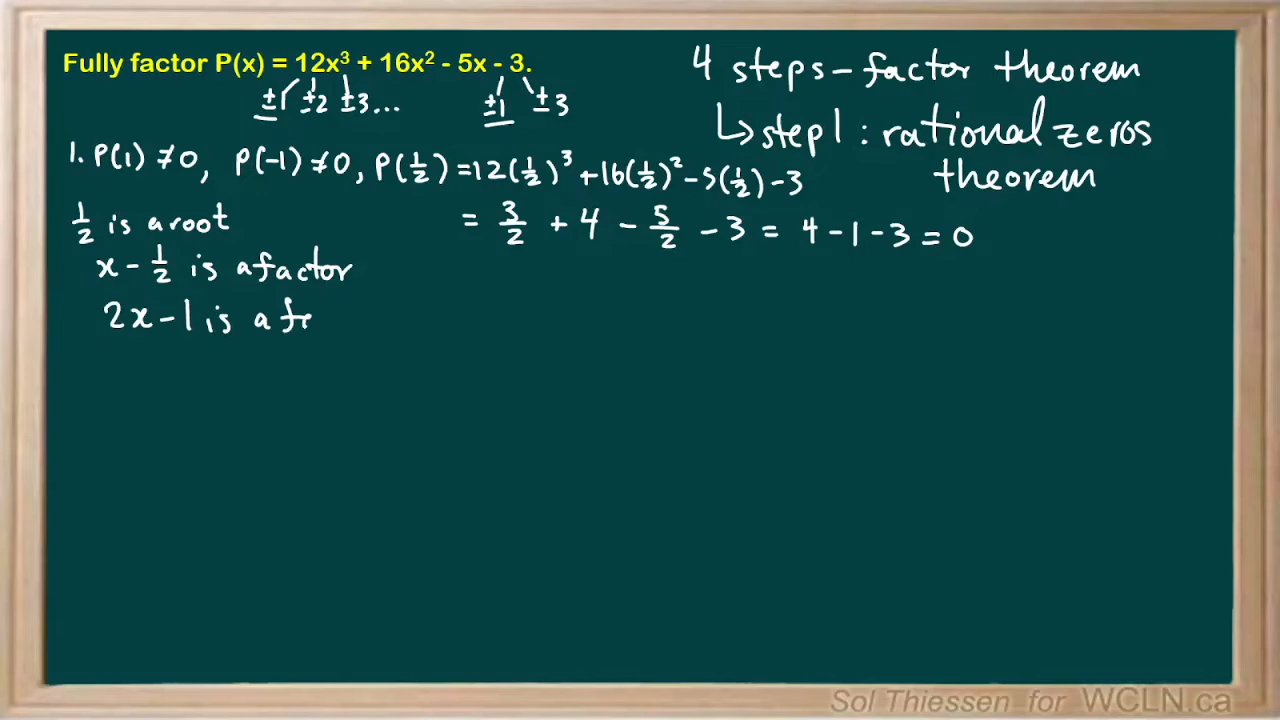 Fully factor P(x) = 12x³ + 16x² - 5x - 3.
4 steps - factor theorem
±1 ±2 ±3... ±1 ±3
↳ step 1 : rational zeros
theorem
1. P(1) ≠ 0, P(-1) ≠ 0, P(1/2) = 12(1/2)³ + 16(1/2)² - 5(1/2) - 3
= 3/2 + 4 - 5/2 - 3 = 4 - 1 - 3 = 0
1/2 is a root
x - 1/2 is a factor
2x - 1 is a f
Sol Thiessen for WCLN.ca